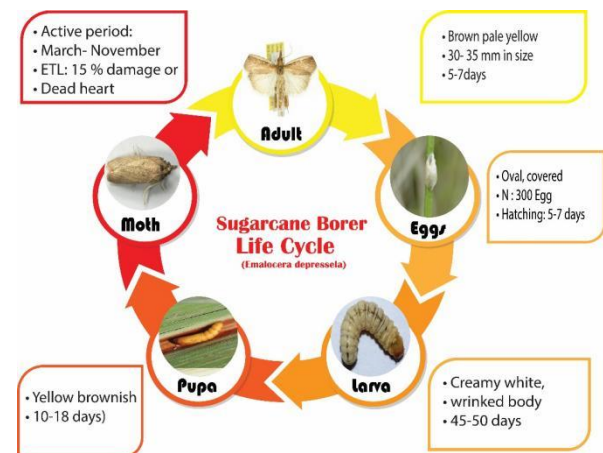 • Active period:
• March- November
• ETL: 15 % damage or
• Dead heart
• Brown pale yellow
• 30- 35 mm in size
• 5-7days
Adult
• Oval, covered
• N : 300 Egg
• Hatching: 5-7 days
Moth
Eggs
Sugarcane Borer
Life Cycle
(Emalocera depressela)
Pupa
Larva
• Yellow brownish
• 10-18 days)
• Creamy white,
• wrinked body
• 45-50 days